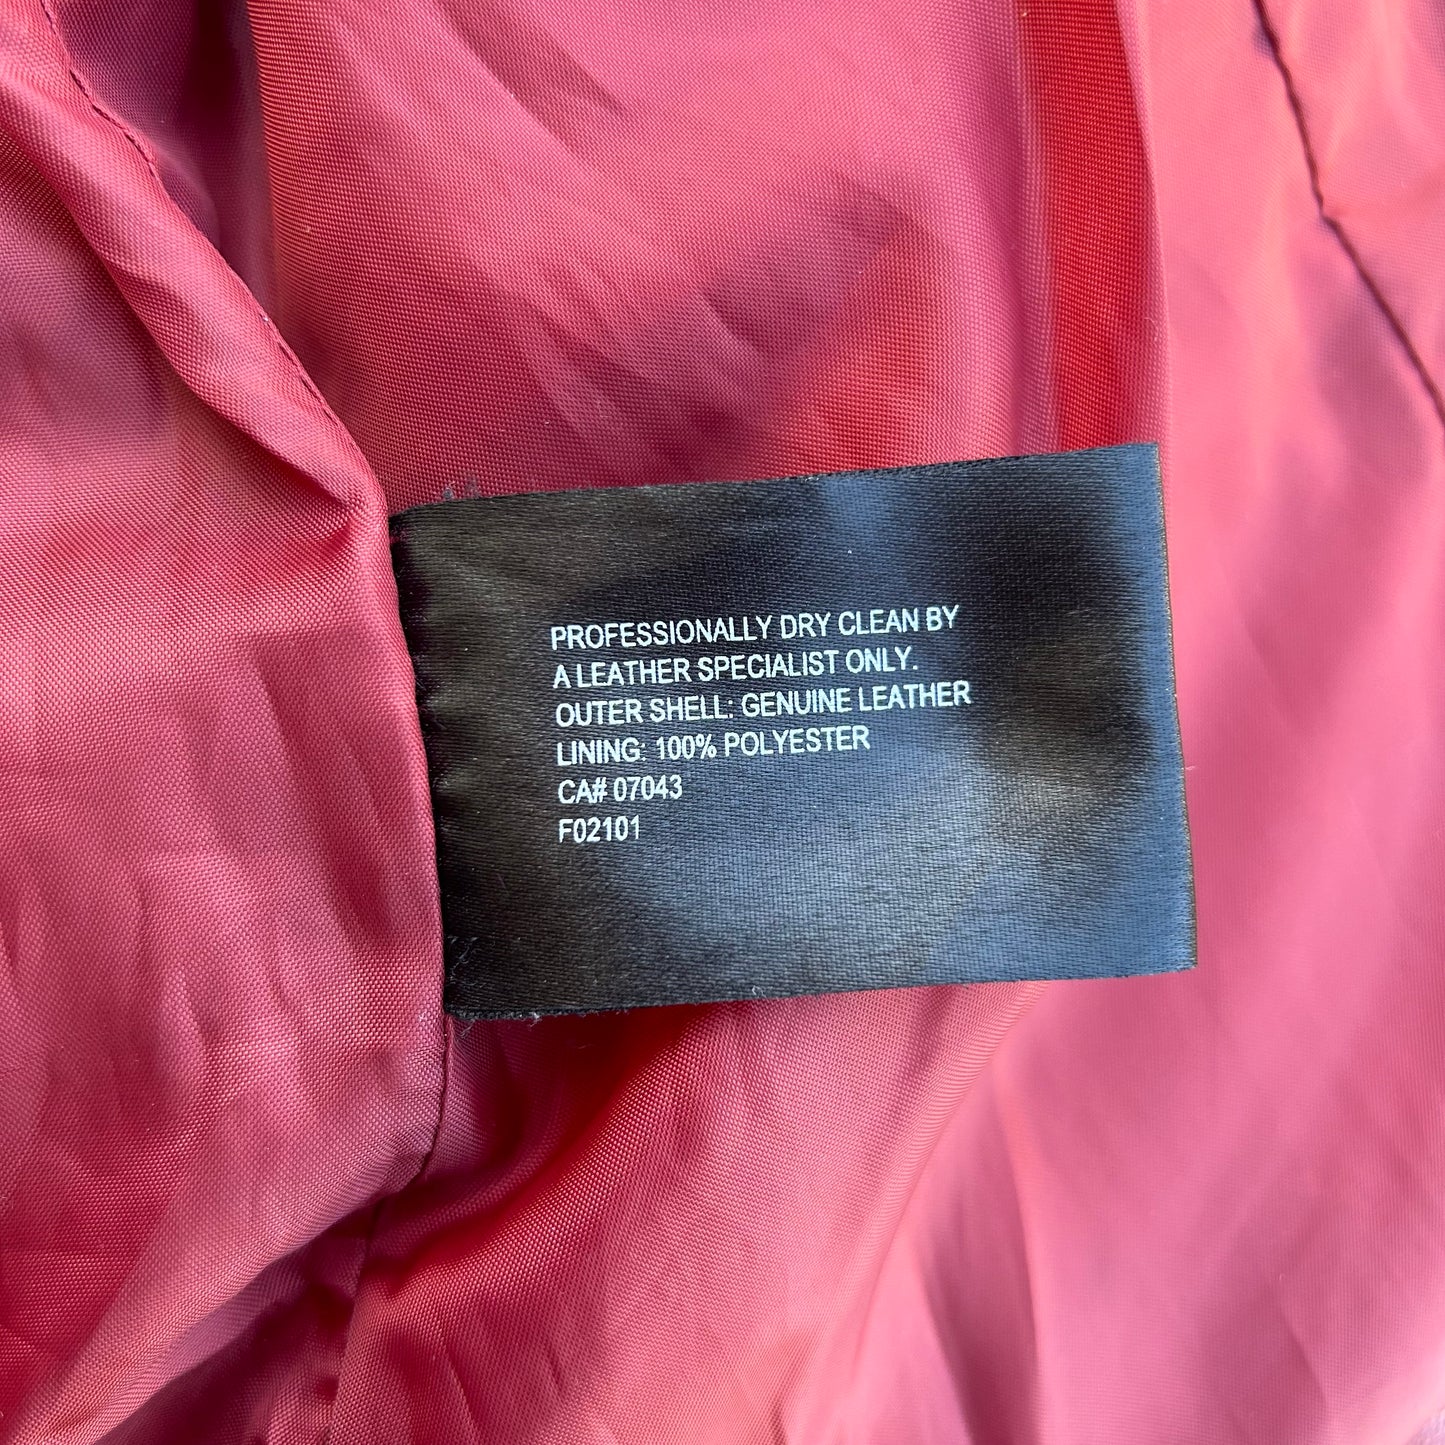 PROFESSIONALLY DRY CLEAN BY
A LEATHER SPECIALIST ONLY.
OUTER SHELL: GENUINE LEATHER
LINING: 100% POLYESTER
CA# 07043
F02101